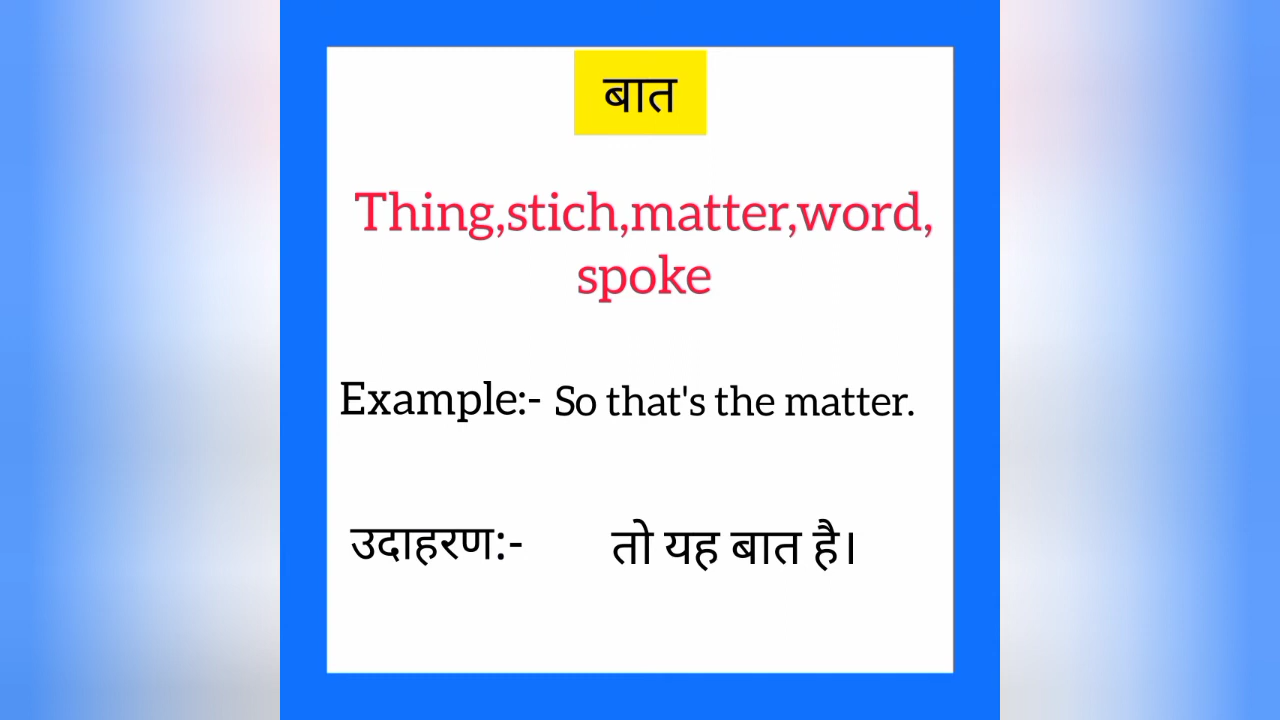 बात
Thing,stich,matter,word,
spoke
Example:- So that's the matter.
उदाहरण:- तो यह बात है।